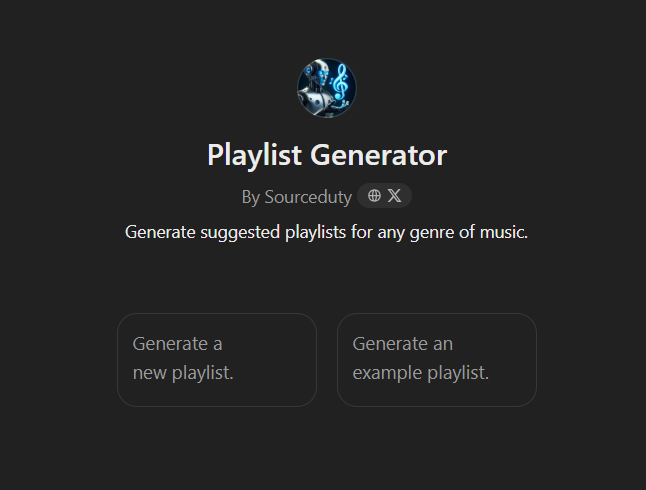 Playlist Generator
By Sourceduty
Generate suggested playlists for any genre of music.
Generate a
new playlist.
Generate an
example playlist.